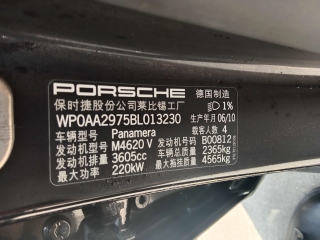 PORSCHE 德国制造
保时捷股份公司莱比锡工厂 1%
WP0AA2975BL013230 生产年月 06/10
车辆型号 Panamera 载客人数 4
发动机型号 M4620 V 发动机号码 B00812
发动机排量 3605cc 车辆总质量 2365kg
最大功率 220kW 最大拖挂质量 4565kg